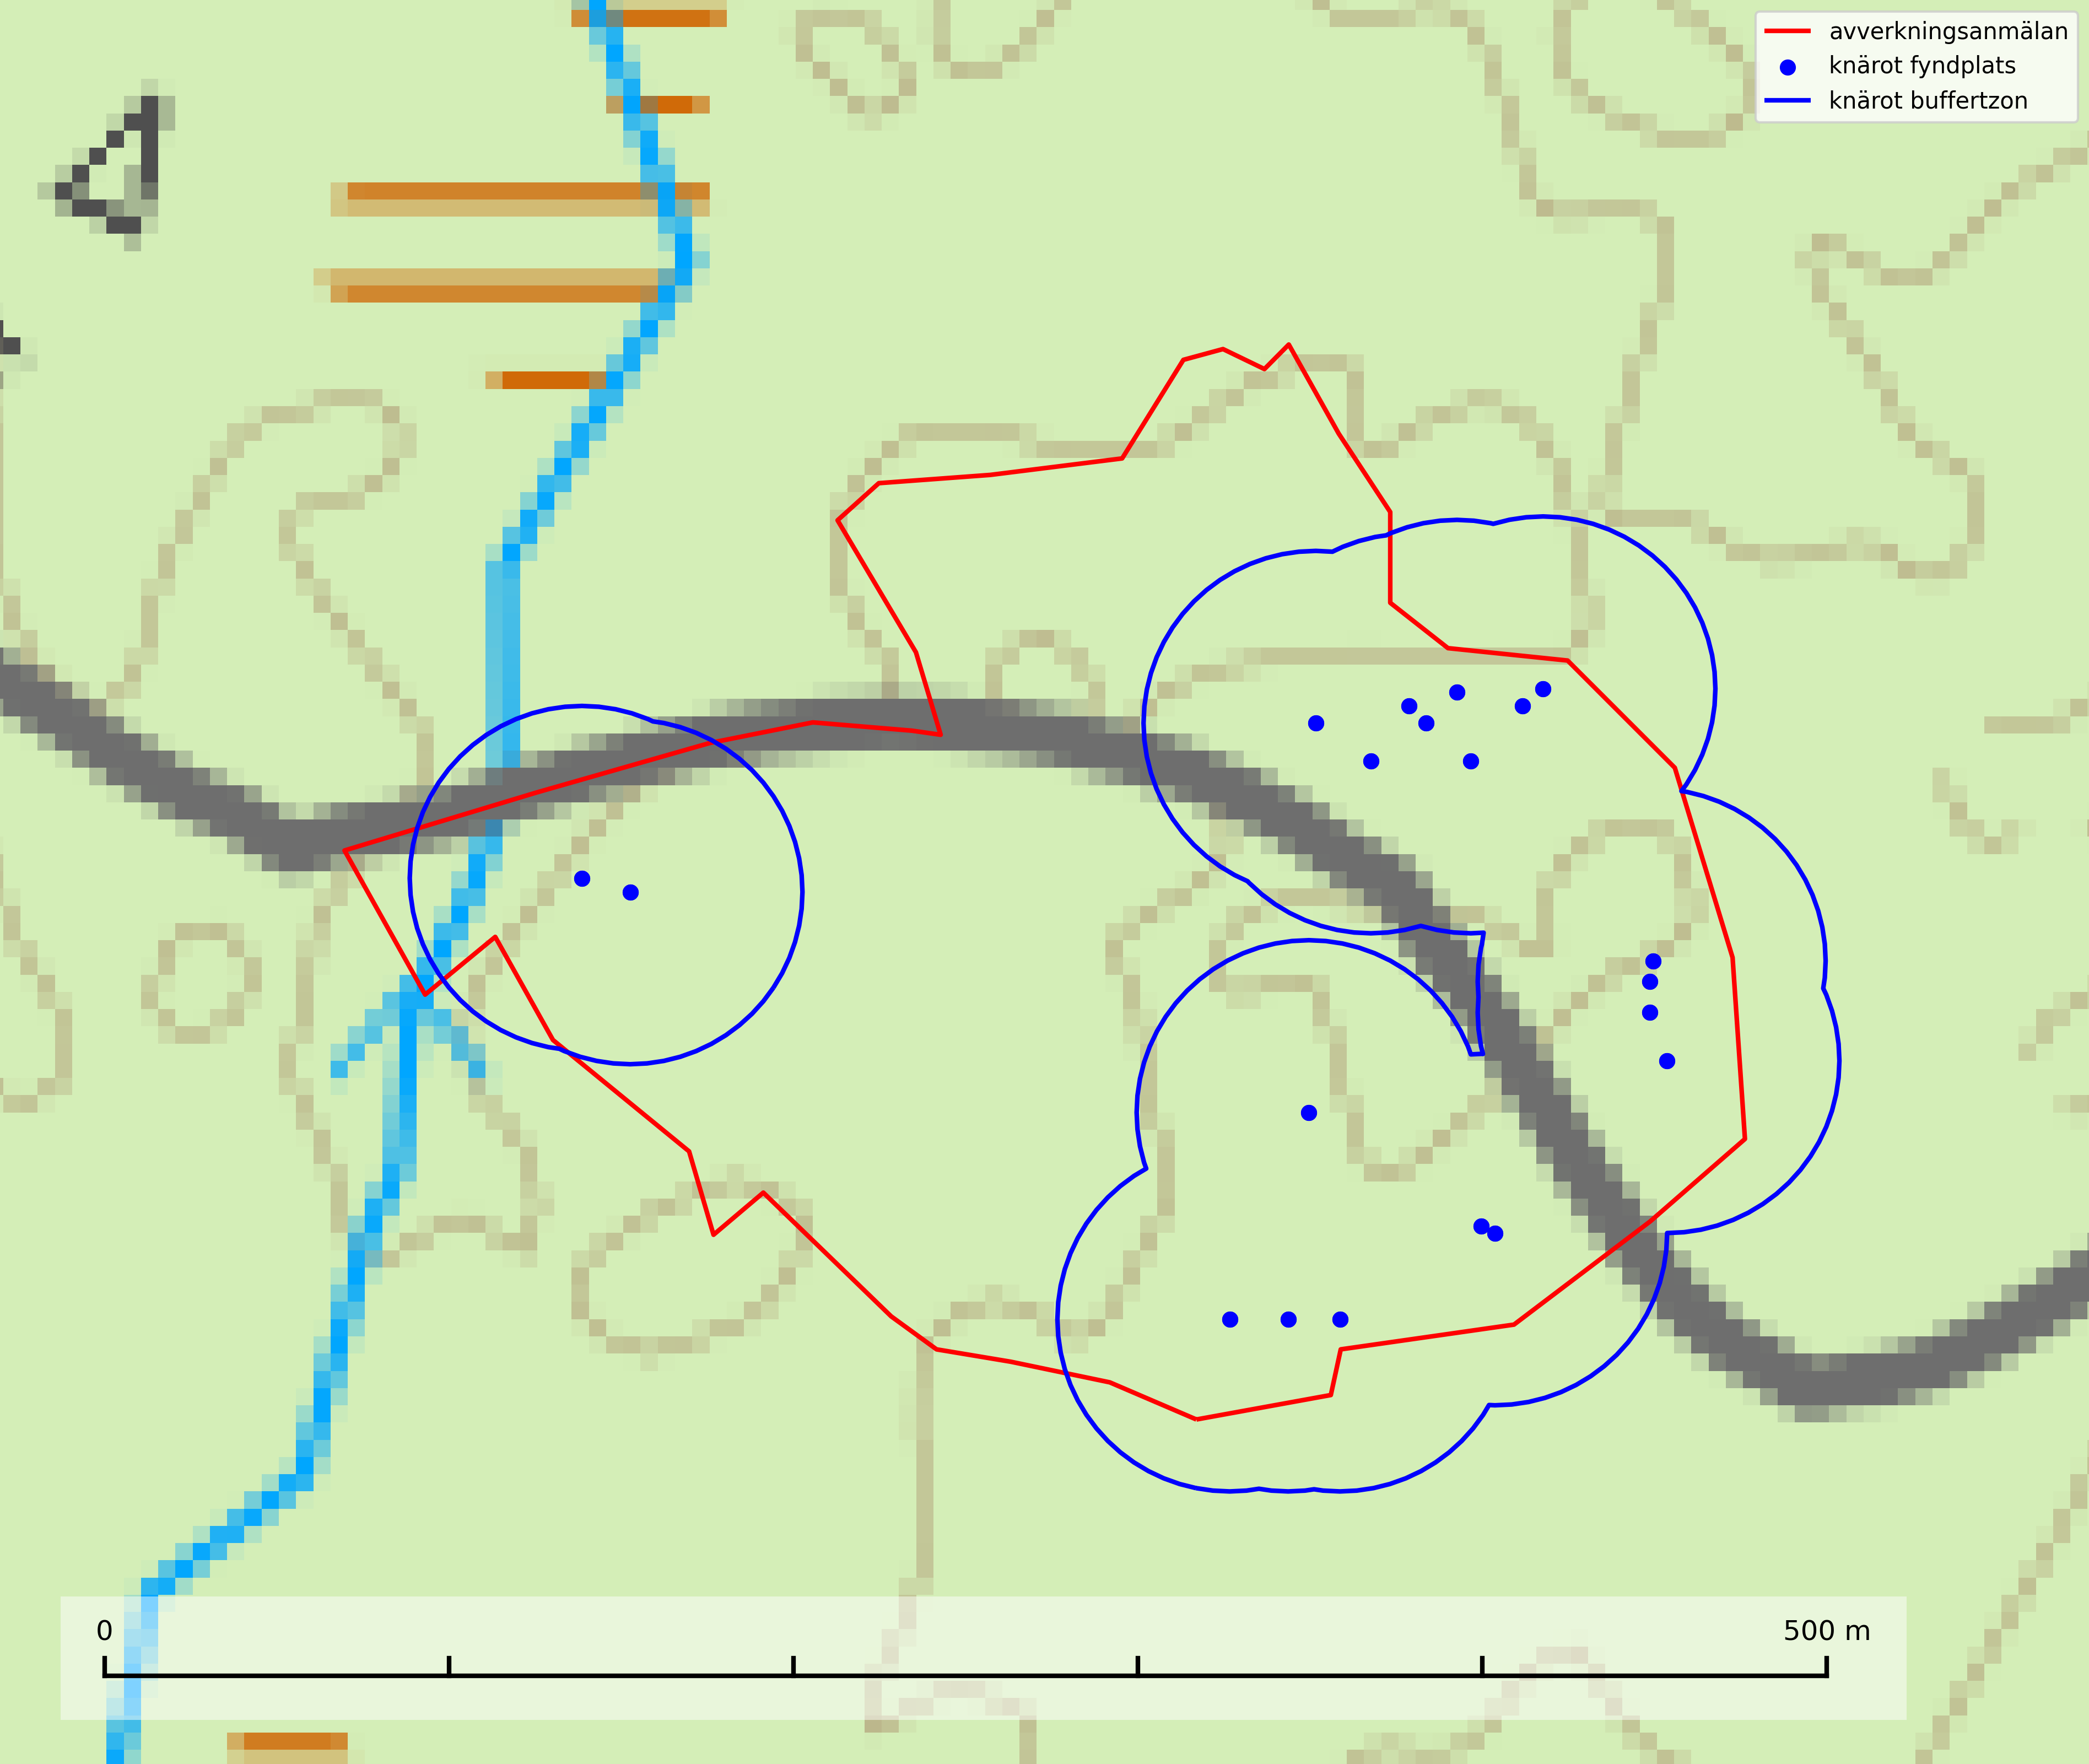 avverkningsanmälan
knärot fyndplats
knärot buffertzon
0
500 m